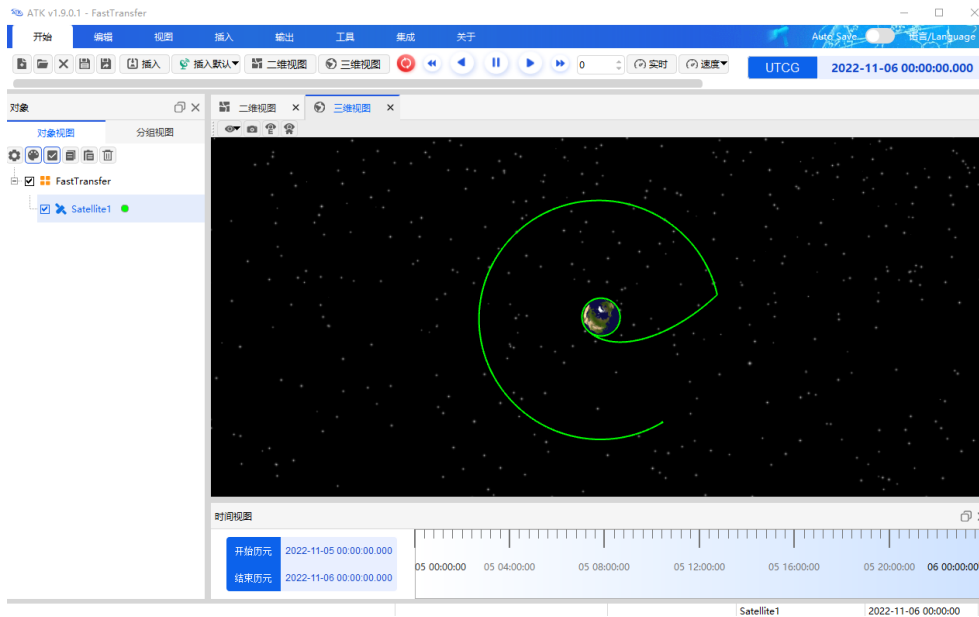 ATK v1.9.0.1 - FastTransfer
开始 编辑 视图 插入 输出 工具 集成 关于 Auto Save 语言/Language
插入 插入默认 二维视图 三维视图 0 实时 速度 UTCG 2022-11-06 00:00:00.000
对象
二维视图 三维视图
对象视图 分组视图
FastTransfer
Satellite1
时间视图
开始历元 2022-11-05 00:00:00.000
结束历元 2022-11-06 00:00:00.000
05 00:00:00 05 04:00:00 05 08:00:00 05 12:00:00 05 16:00:00 05 20:00:00 06 00:00:00
Satellite1 2022-11-06 00:00:00